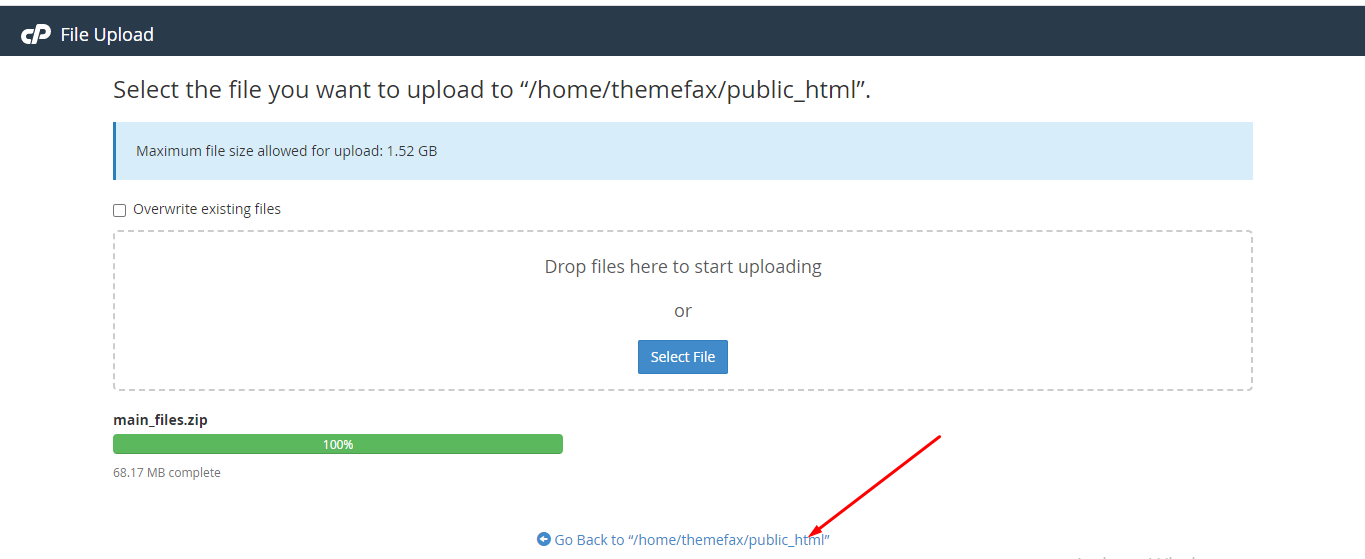 cP File Upload
Select the file you want to upload to “/home/themefax/public_html”.
Maximum file size allowed for upload: 1.52 GB
Overwrite existing files
Drop files here to start uploading
or
Select File
main_files.zip
100%
68.17 MB complete
Go Back to “/home/themefax/public_html”